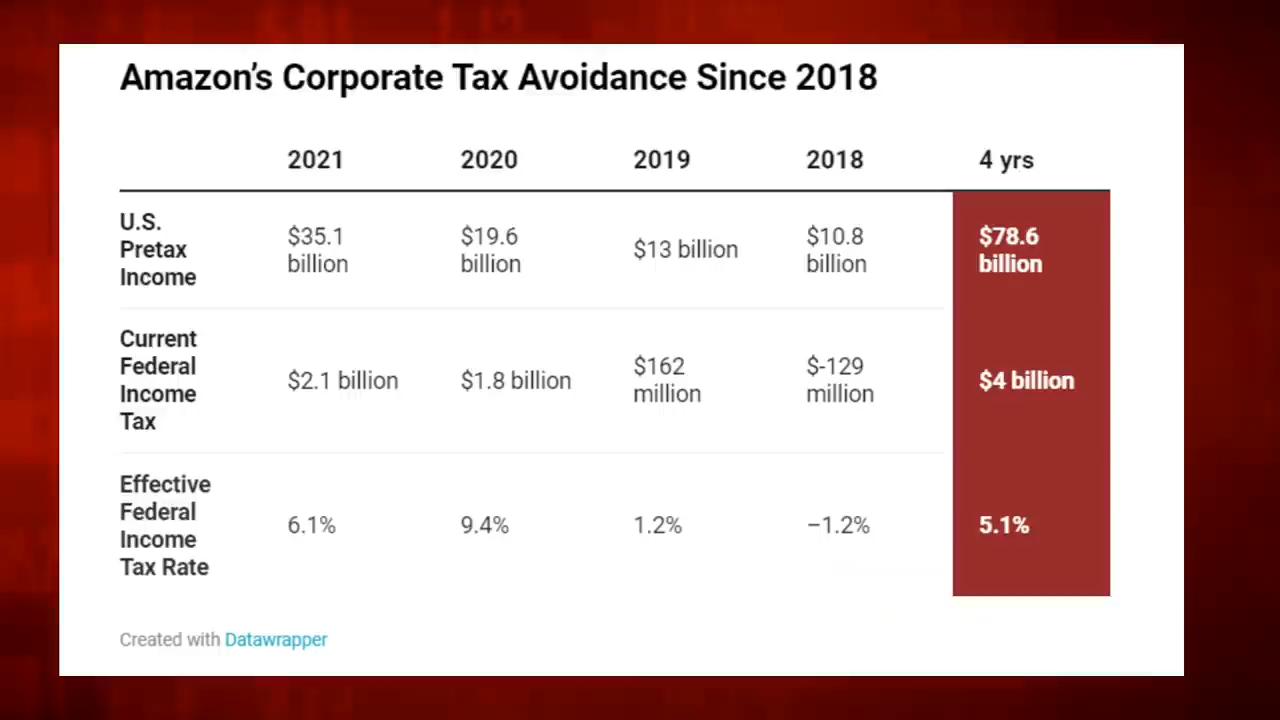 Amazon's Corporate Tax Avoidance Since 2018
2021 2020 2019 2018 4 yrs
U.S.
Pretax
Income
$35.1
billion
$19.6
billion
$13 billion
$10.8
billion
$78.6
billion
Current
Federal
Income
Tax
$2.1 billion
$1.8 billion
$162
million
$-129
million
$4 billion
Effective
Federal
Income
Tax Rate
6.1%
9.4%
1.2%
−1.2%
5.1%
Created with Datawrapper